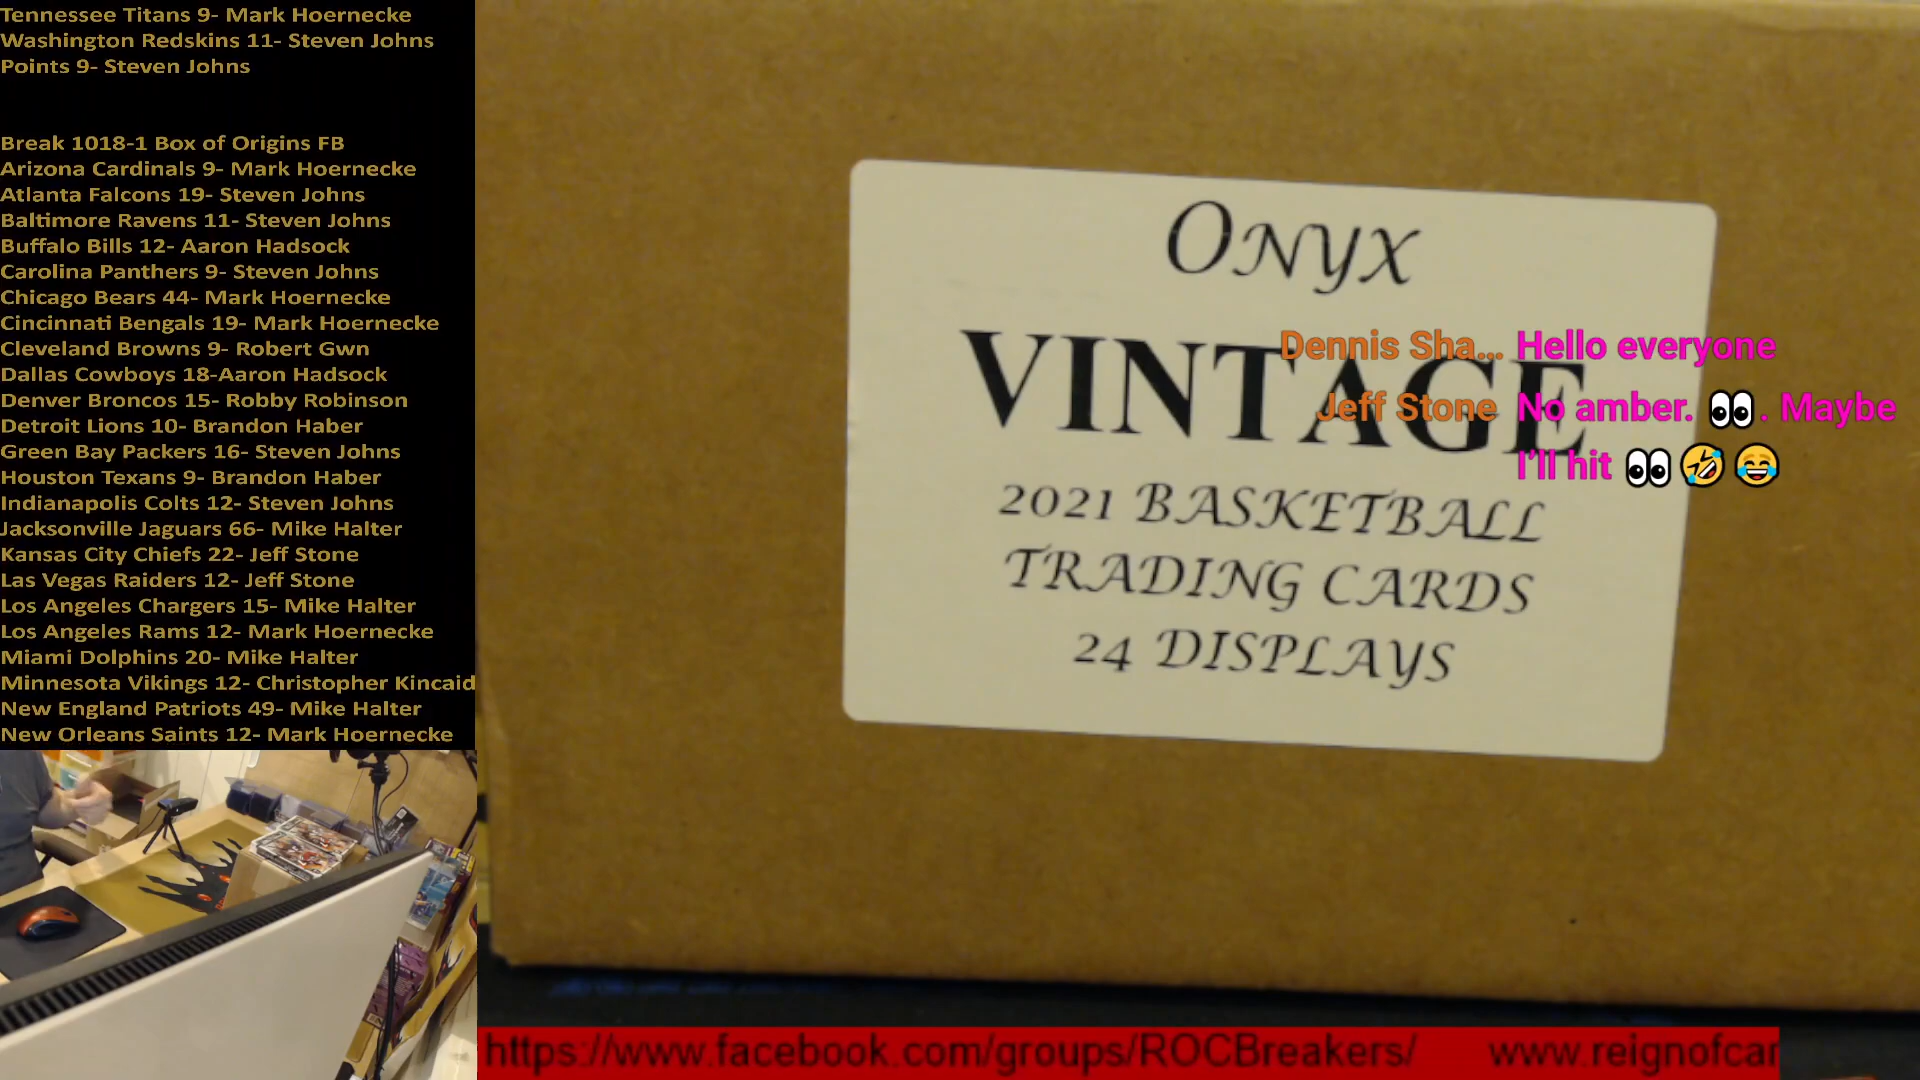 Tennessee Titans 9- Mark Hoernecke
Washington Redskins 11- Steven Johns
Points 9- Steven Johns
Break 1018-1 Box of Origins FB
Arizona Cardinals 9- Mark Hoernecke
Atlanta Falcons 19- Steven Johns
Baltimore Ravens 11- Steven Johns
Buffalo Bills 12- Aaron Hadsock
Carolina Panthers 9- Steven Johns
Chicago Bears 44- Mark Hoernecke
Cincinnati Bengals 19- Mark Hoernecke
Cleveland Browns 9- Robert Gwn
Dallas Cowboys 18-Aaron Hadsock
Denver Broncos 15- Robby Robinson
Detroit Lions 10- Brandon Haber
Green Bay Packers 16- Steven Johns
Houston Texans 9- Brandon Haber
Indianapolis Colts 12- Steven Johns
Jacksonville Jaguars 66- Mike Halter
Kansas City Chiefs 22- Jeff Stone
Las Vegas Raiders 12- Jeff Stone
Los Angeles Chargers 15- Mike Halter
Los Angeles Rams 12- Mark Hoernecke
Miami Dolphins 20- Mike Halter
Minnesota Vikings 12- Christopher Kincaid
New England Patriots 49- Mike Halter
New Orleans Saints 12- Mark Hoernecke
ONYX
VINTAGE
2021 BASKETBALL
TRADING CARDS
24 DISPLAYS
Dennis Sha... Hello everyone
Jeff Stone No amber. 👀. Maybe
I'll hit 👀🤣😂
https://www.facebook.com/groups/ROCBreakers/ www.reignofcar